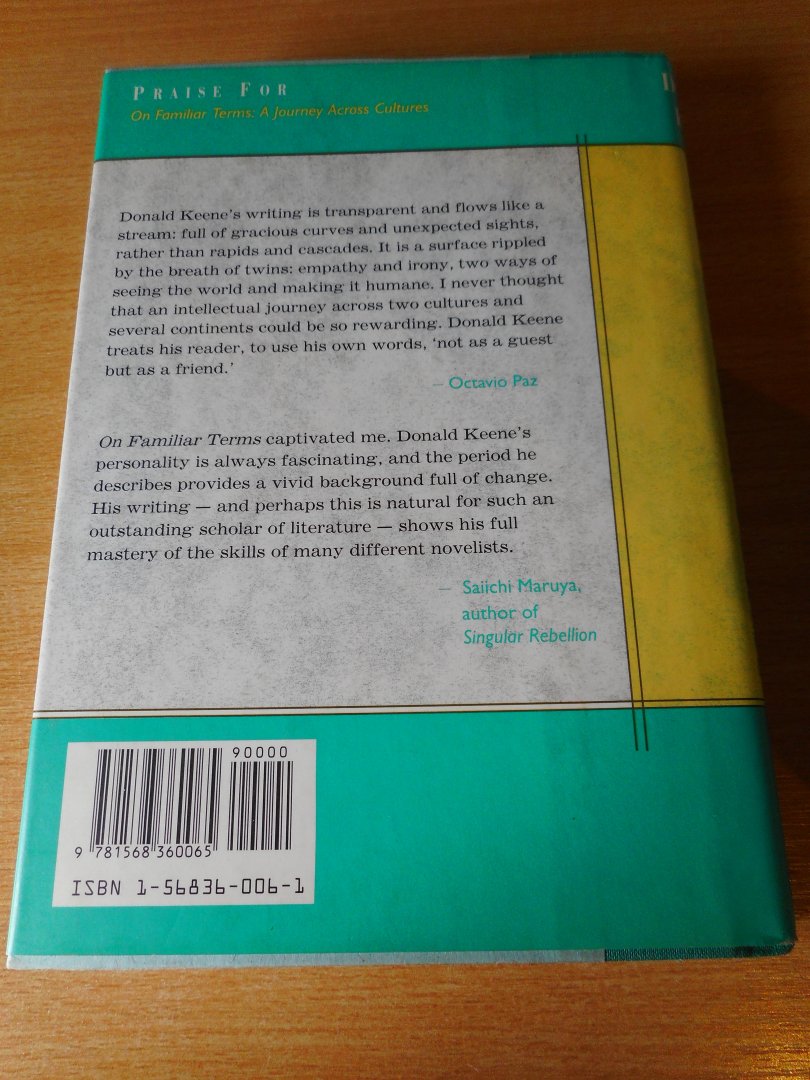 PRAISE FOR
On Familiar Terms: A Journey Across Cultures
Donald Keene's writing is transparent and flows like a
stream: full of gracious curves and unexpected sights,
rather than rapids and cascades. It is a surface rippled
by the breath of twins: empathy and irony, two ways of
seeing the world and making it humane. I never thought
that an intellectual journey across two cultures and
several continents could be so rewarding. Donald Keene
treats his reader, to use his own words, 'not as a guest
but as a friend.'
— Octavio Paz
On Familiar Terms captivated me. Donald Keene's
personality is always fascinating, and the period he
describes provides a vivid background full of change.
His writing — and perhaps this is natural for such an
outstanding scholar of literature — shows his full
mastery of the skills of many different novelists.
— Saiichi Maruya,
author of
Singular Rebellion
90000
9 781568 360065
ISBN 1-56836-006-1